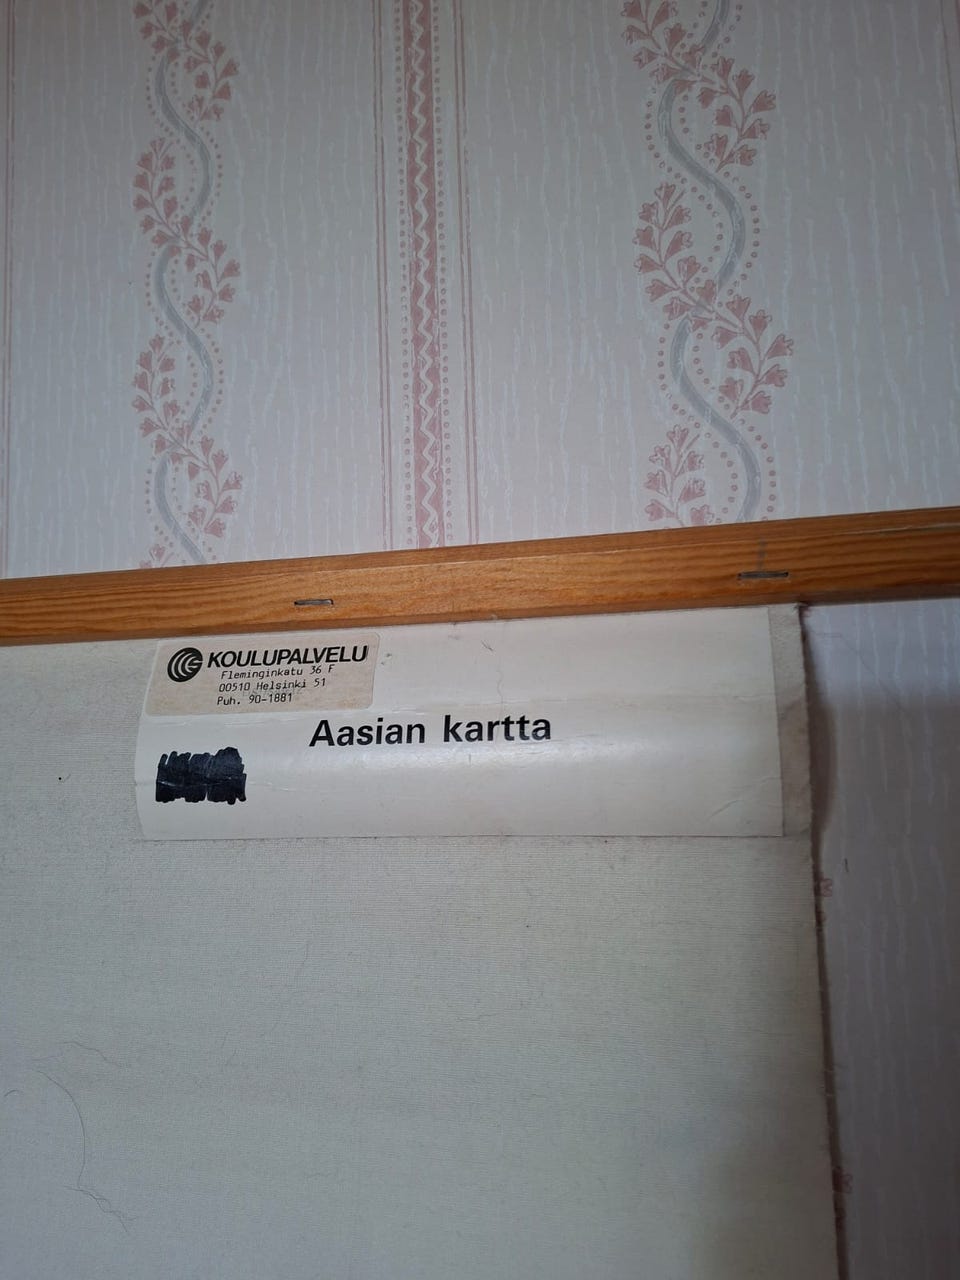 KOULUPALVELU
Fleminginkatu 36 F
00510 Helsinki 51
Puh. 90-1881
Aasian kartta